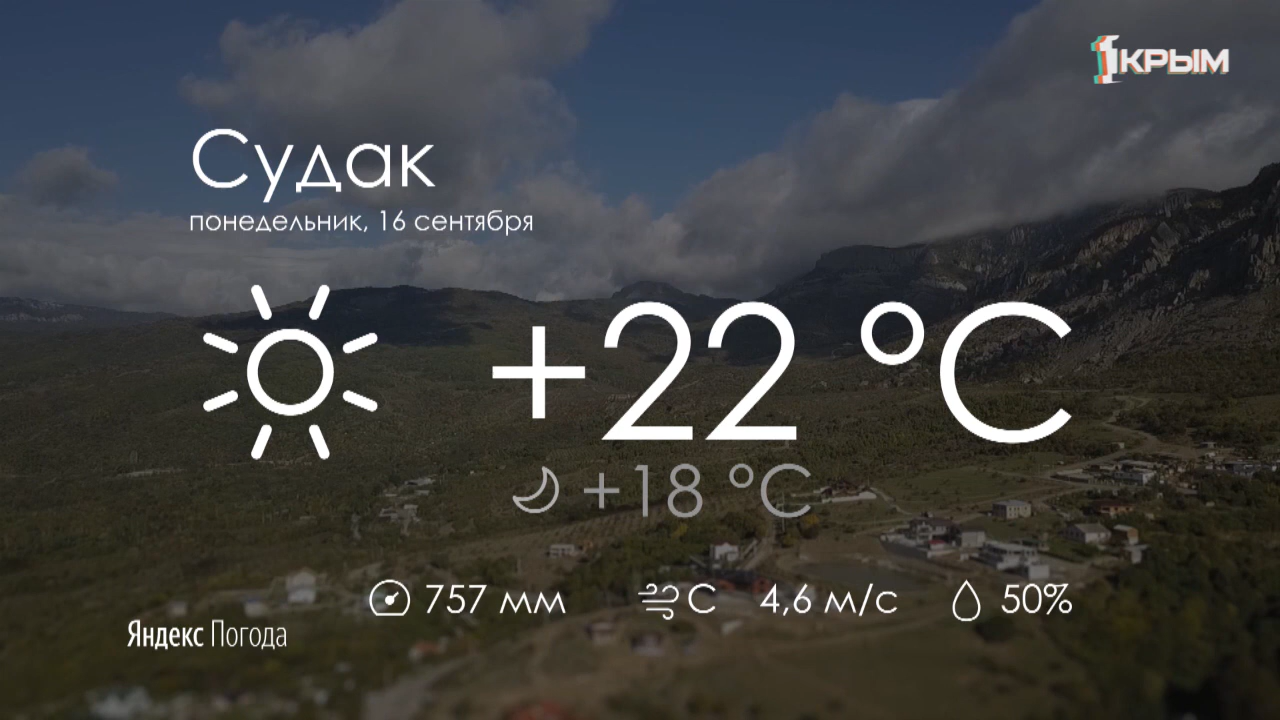 1КРЫМ
Судак
понедельник, 16 сентября
+22 °C
+18 °C
757 мм С 4,6 м/с 50%
Яндекс Погода